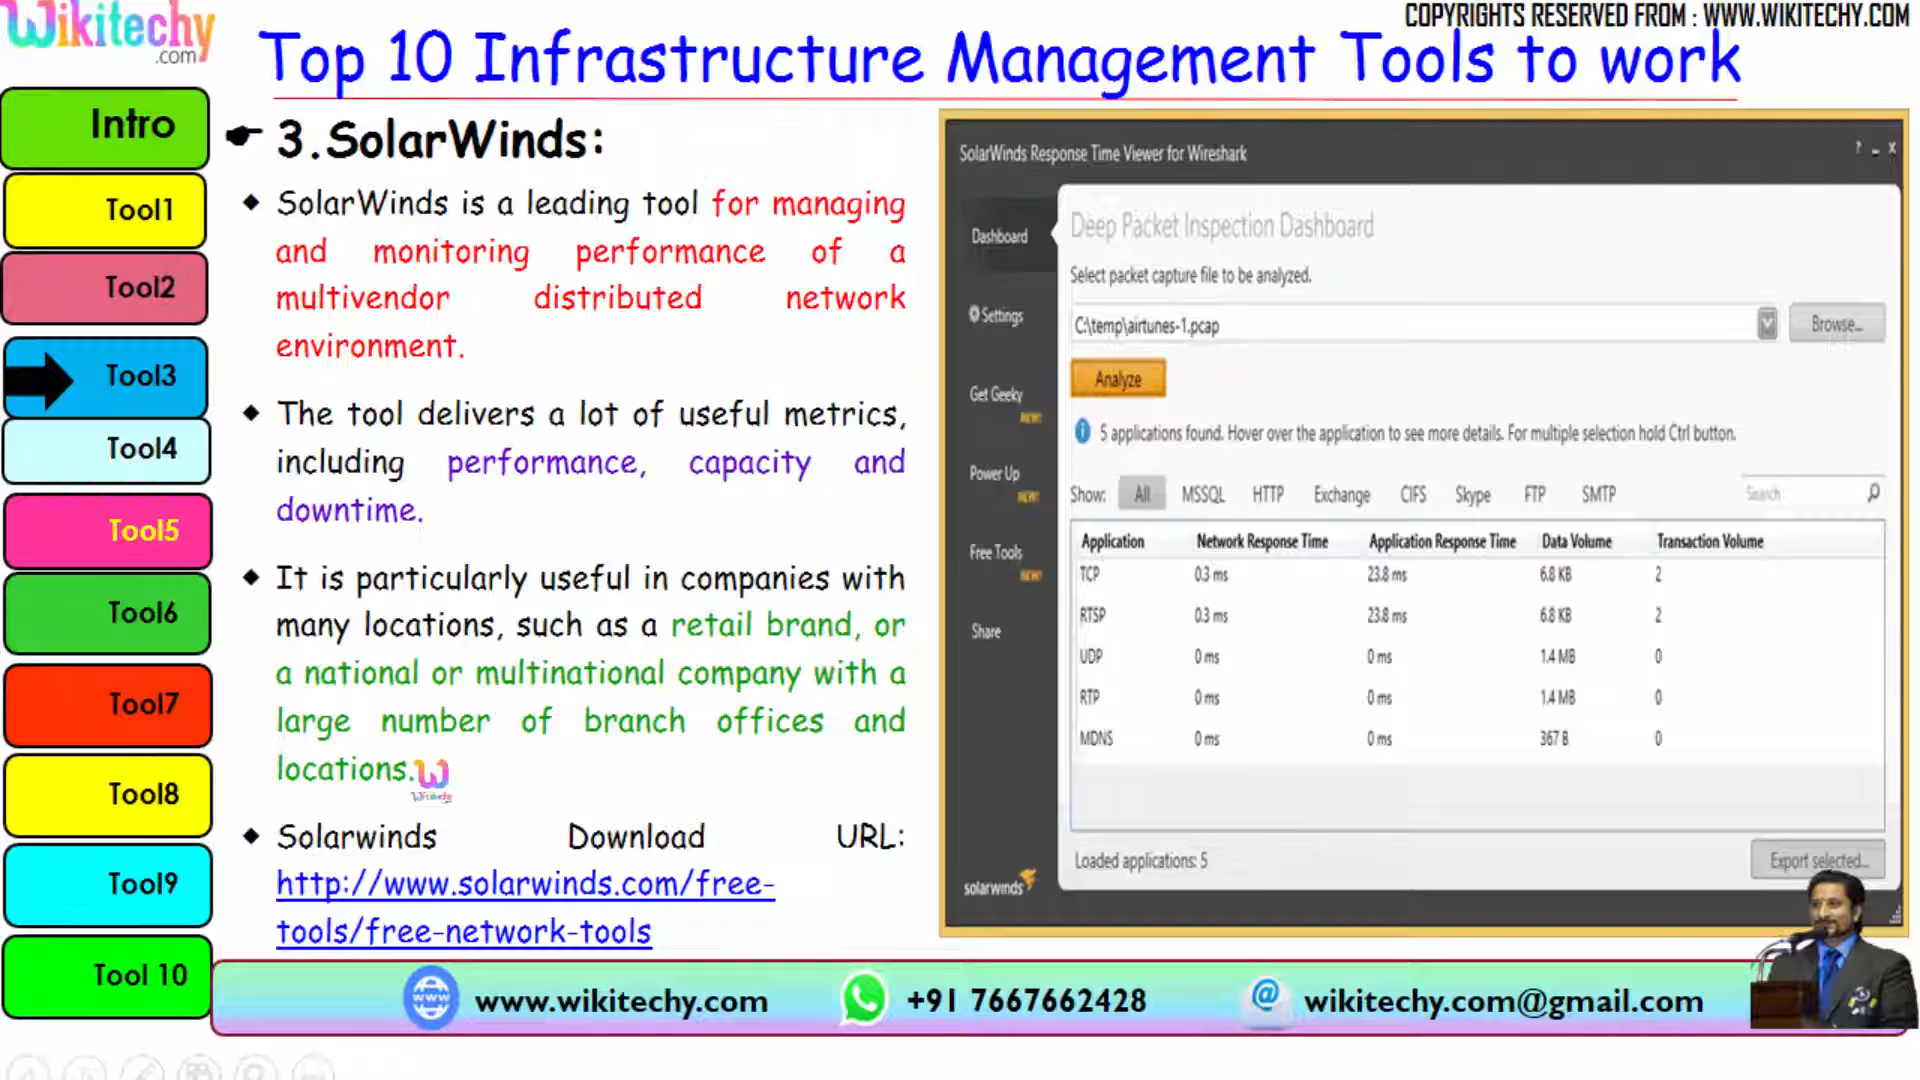 Wikitechy
.com
COPYRIGHTS RESERVED FROM : WWW.WIKITECHY.COM
Top 10 Infrastructure Management Tools to work
Intro
Tool1
Tool2
Tool3
Tool4
Tool5
Tool6
Tool7
Tool8
Tool9
Tool 10
3.SolarWinds:
SolarWinds is a leading tool for managing
and monitoring performance of a
multivendor distributed network
environment.
The tool delivers a lot of useful metrics,
including performance, capacity and
downtime.
It is particularly useful in companies with
many locations, such as a retail brand, or
a national or multinational company with a
large number of branch offices and
locations.
Wikitechy
Solarwinds Download URL:
http://www.solarwinds.com/free-
tools/free-network-tools
SolarWinds Response Time Viewer for Wireshark
? _ x
Dashboard
Settings
Get Geeky
NEW!
Power Up
NEW!
Free Tools
NEW!
Share
solarwinds
Deep Packet Inspection Dashboard
Select packet capture file to be analyzed.
C:\temp\airtunes-1.pcap
Browse...
Analyze
5 applications found. Hover over the application to see more details. For multiple selection hold Ctrl button.
Show: All MSSQL HTTP Exchange CIFS Skype FTP SMTP Search
Application Network Response Time Application Response Time Data Volume Transaction Volume
TCP 0.3 ms 23.8 ms 6.8 KB 2
RTSP 0.3 ms 23.8 ms 6.8 KB 2
UDP 0 ms 0 ms 1.4 MB 0
RTP 0 ms 0 ms 1.4 MB 0
MDNS 0 ms 0 ms 367 B 0
Loaded applications: 5
Export selected...
WWW www.wikitechy.com +91 7667662428 @ wikitechy.com@gmail.com